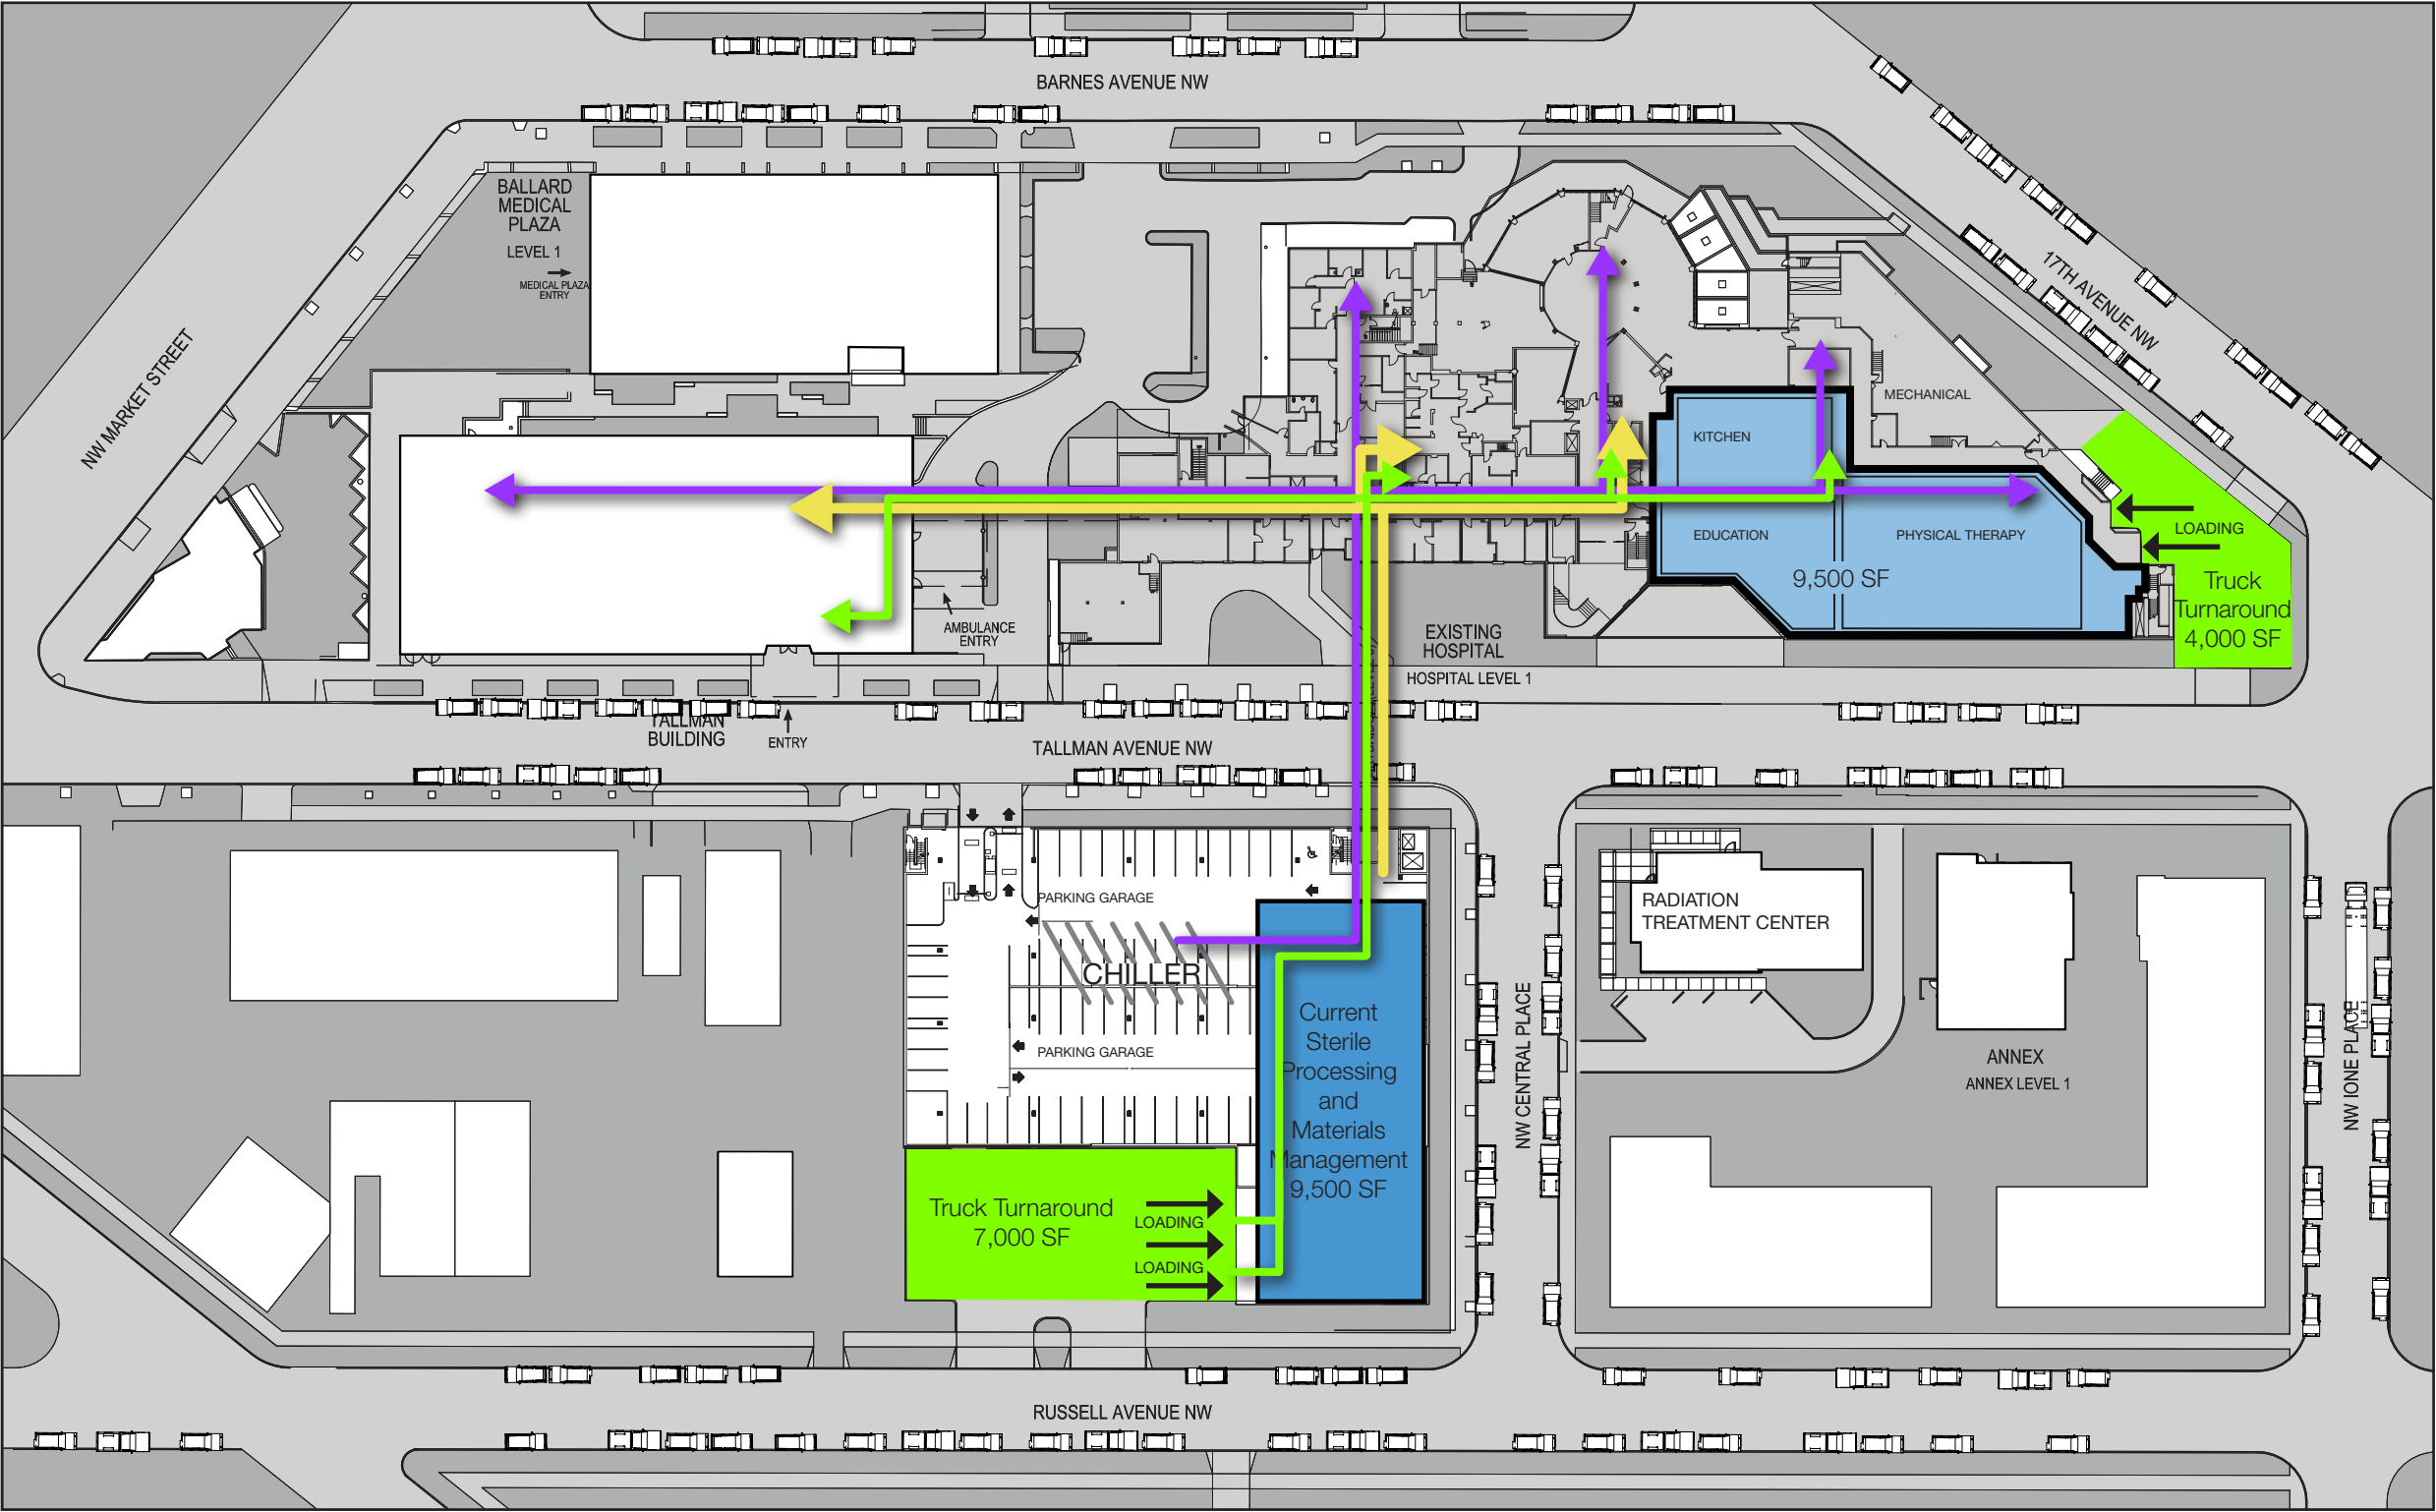 BARNES AVENUE NW
BALLARD
MEDICAL
PLAZA
LEVEL 1
MEDICAL PLAZA
ENTRY
NW MARKET STREET
17TH AVENUE NW
MECHANICAL
KITCHEN
EDUCATION
PHYSICAL THERAPY
9,500 SF
LOADING
Truck
Turnaround
4,000 SF
AMBULANCE
ENTRY
EXISTING
HOSPITAL
HOSPITAL LEVEL 1
TALLMAN
BUILDING
ENTRY
TALLMAN AVENUE NW
PARKING GARAGE
CHILLER
PARKING GARAGE
Current
Sterile
Processing
and
Materials
Management
9,500 SF
Truck Turnaround
7,000 SF
LOADING
LOADING
NW CENTRAL PLACE
RADIATION
TREATMENT CENTER
ANNEX
ANNEX LEVEL 1
NW IONE PLACE
RUSSELL AVENUE NW